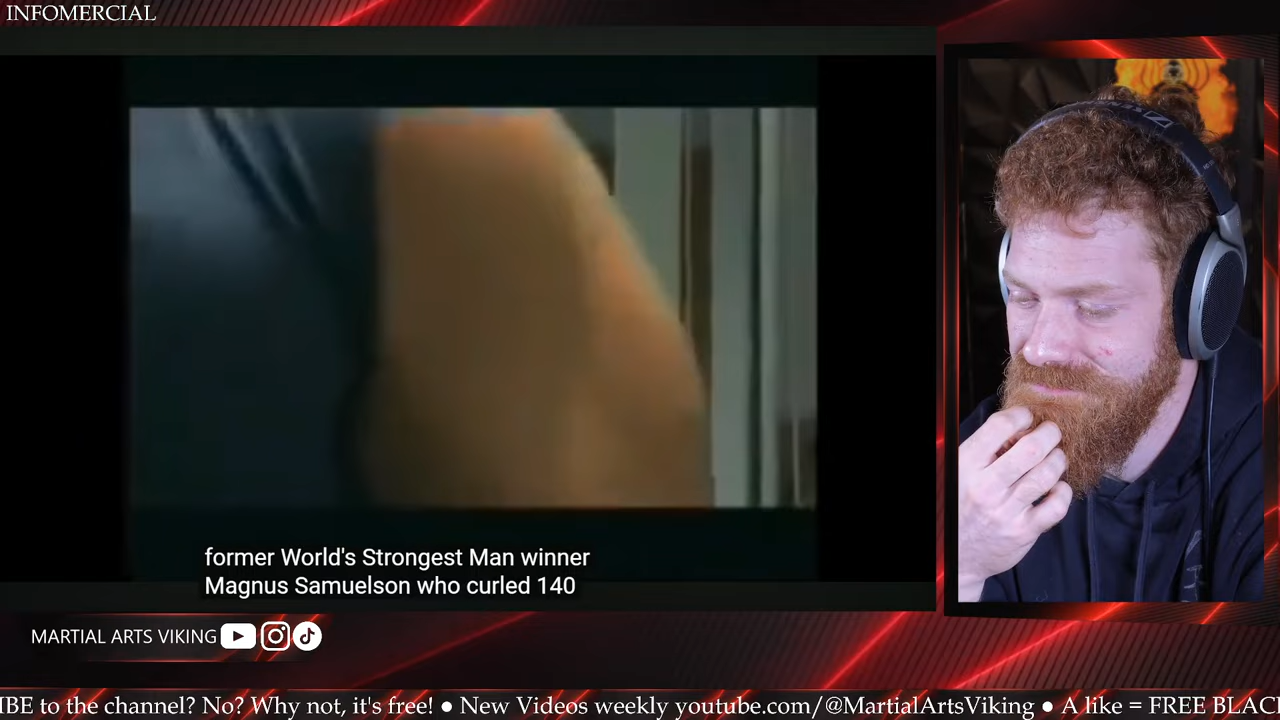 INFOMERCIAL
former World's Strongest Man winner
Magnus Samuelson who curled 140
MARTIAL ARTS VIKING
IBE to the channel? No? Why not, it's free! ● New Videos weekly youtube.com/@MartialArtsViking ● A like = FREE BLAC